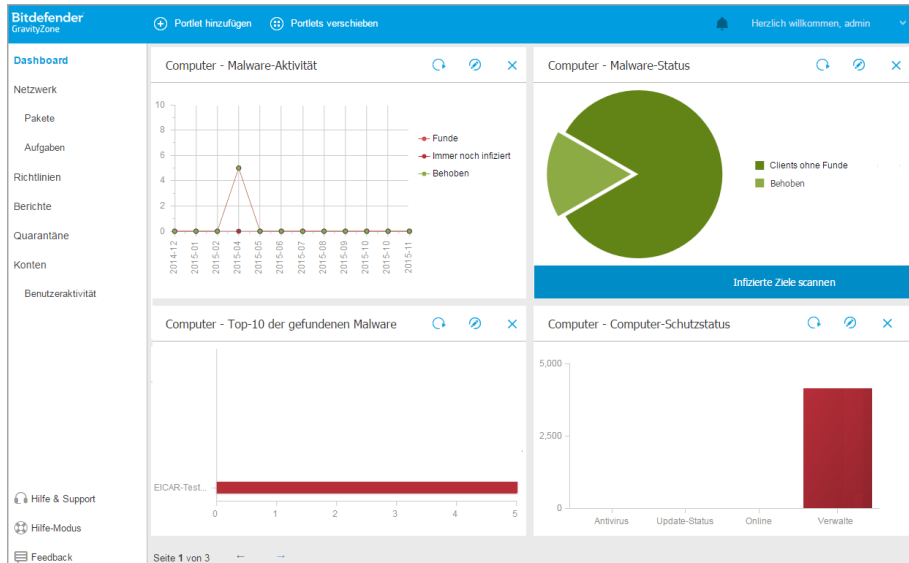 Bitdefender
GravityZone
Portlet hinzufügen
Portlets verschieben
Herzlich willkommen, admin
Dashboard
Netzwerk
Pakete
Aufgaben
Richtlinien
Berichte
Quarantäne
Konten
Benutzeraktivität
Hilfe & Support
Hilfe-Modus
Feedback
Computer - Malware-Aktivität
10
8
6
4
2
0
2014-12
2015-01
2015-02
2015-04
2015-05
2015-06
2015-07
2015-08
2015-09
2015-10
2015-10
2015-11
Funde
Immer noch infiziert
Behoben
Computer - Malware-Status
Clients ohne Funde
Behoben
Infizierte Ziele scannen
Computer - Top-10 der gefundenen Malware
EICAR-Test...
0 1 2 3 4 5
Computer - Computer-Schutzstatus
5,000
2,500
0
Antivirus Update-Status Online Verwalte
Seite 1 von 3 ← →